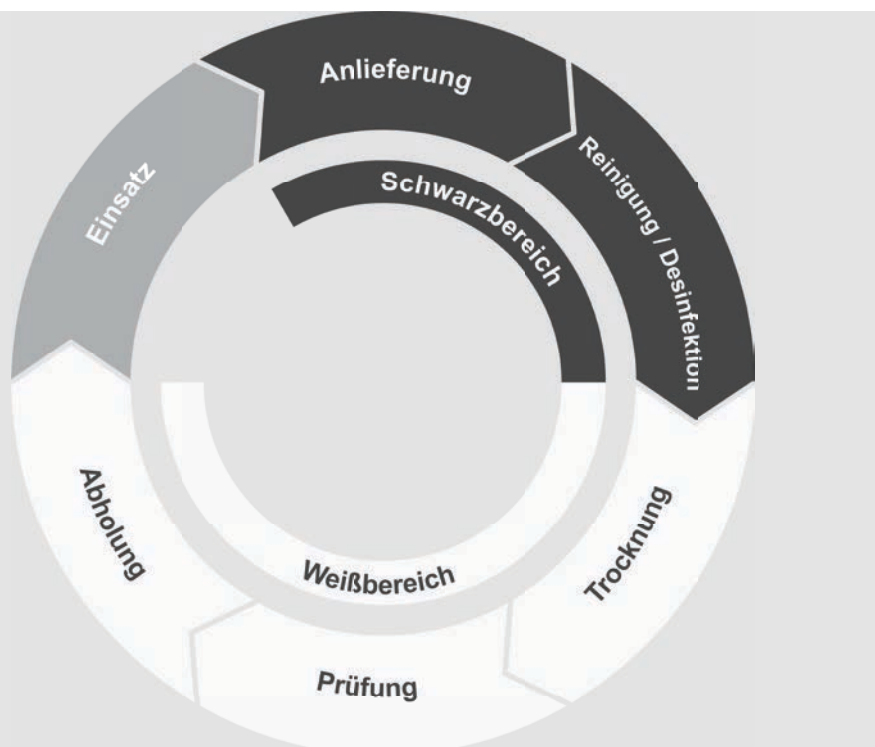 Anlieferung
Reinigung / Desinfektion
Trocknung
Prüfung
Abholung
Einsatz
Schwarzbereich
Weißbereich